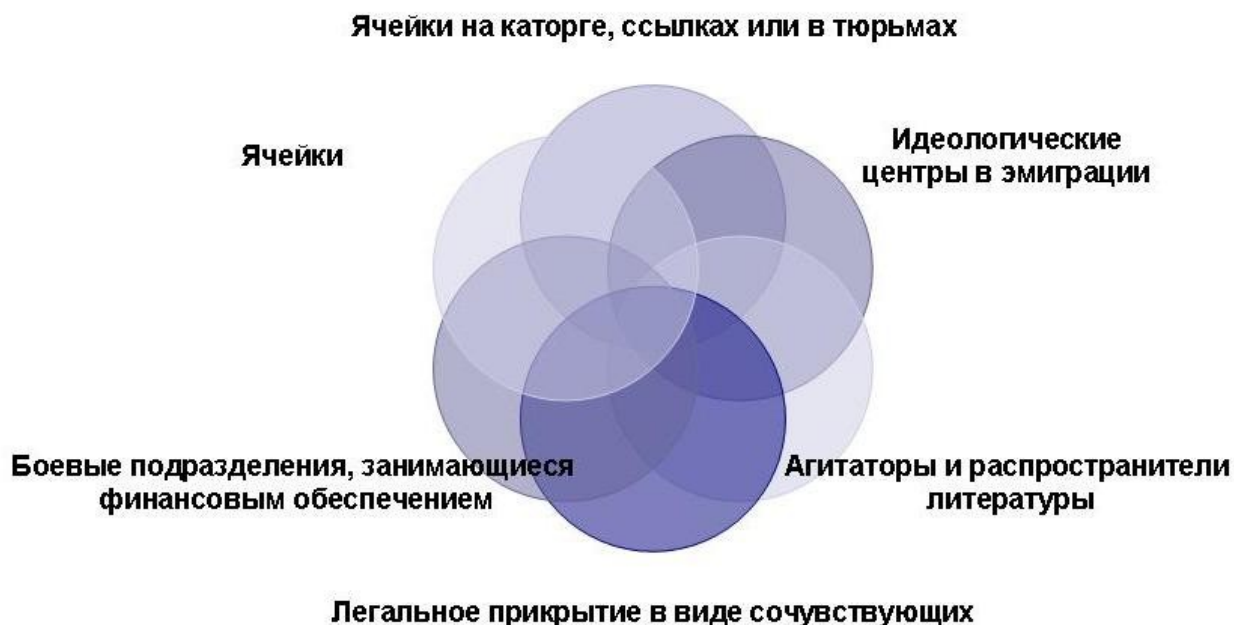 Ячейки на каторге, ссылках или в тюрьмах
Ячейки
Идеологические
центры в эмиграции
Боевые подразделения, занимающиеся
финансовым обеспечением
Агитаторы и распространители
литературы
Легальное прикрытие в виде сочувствующих